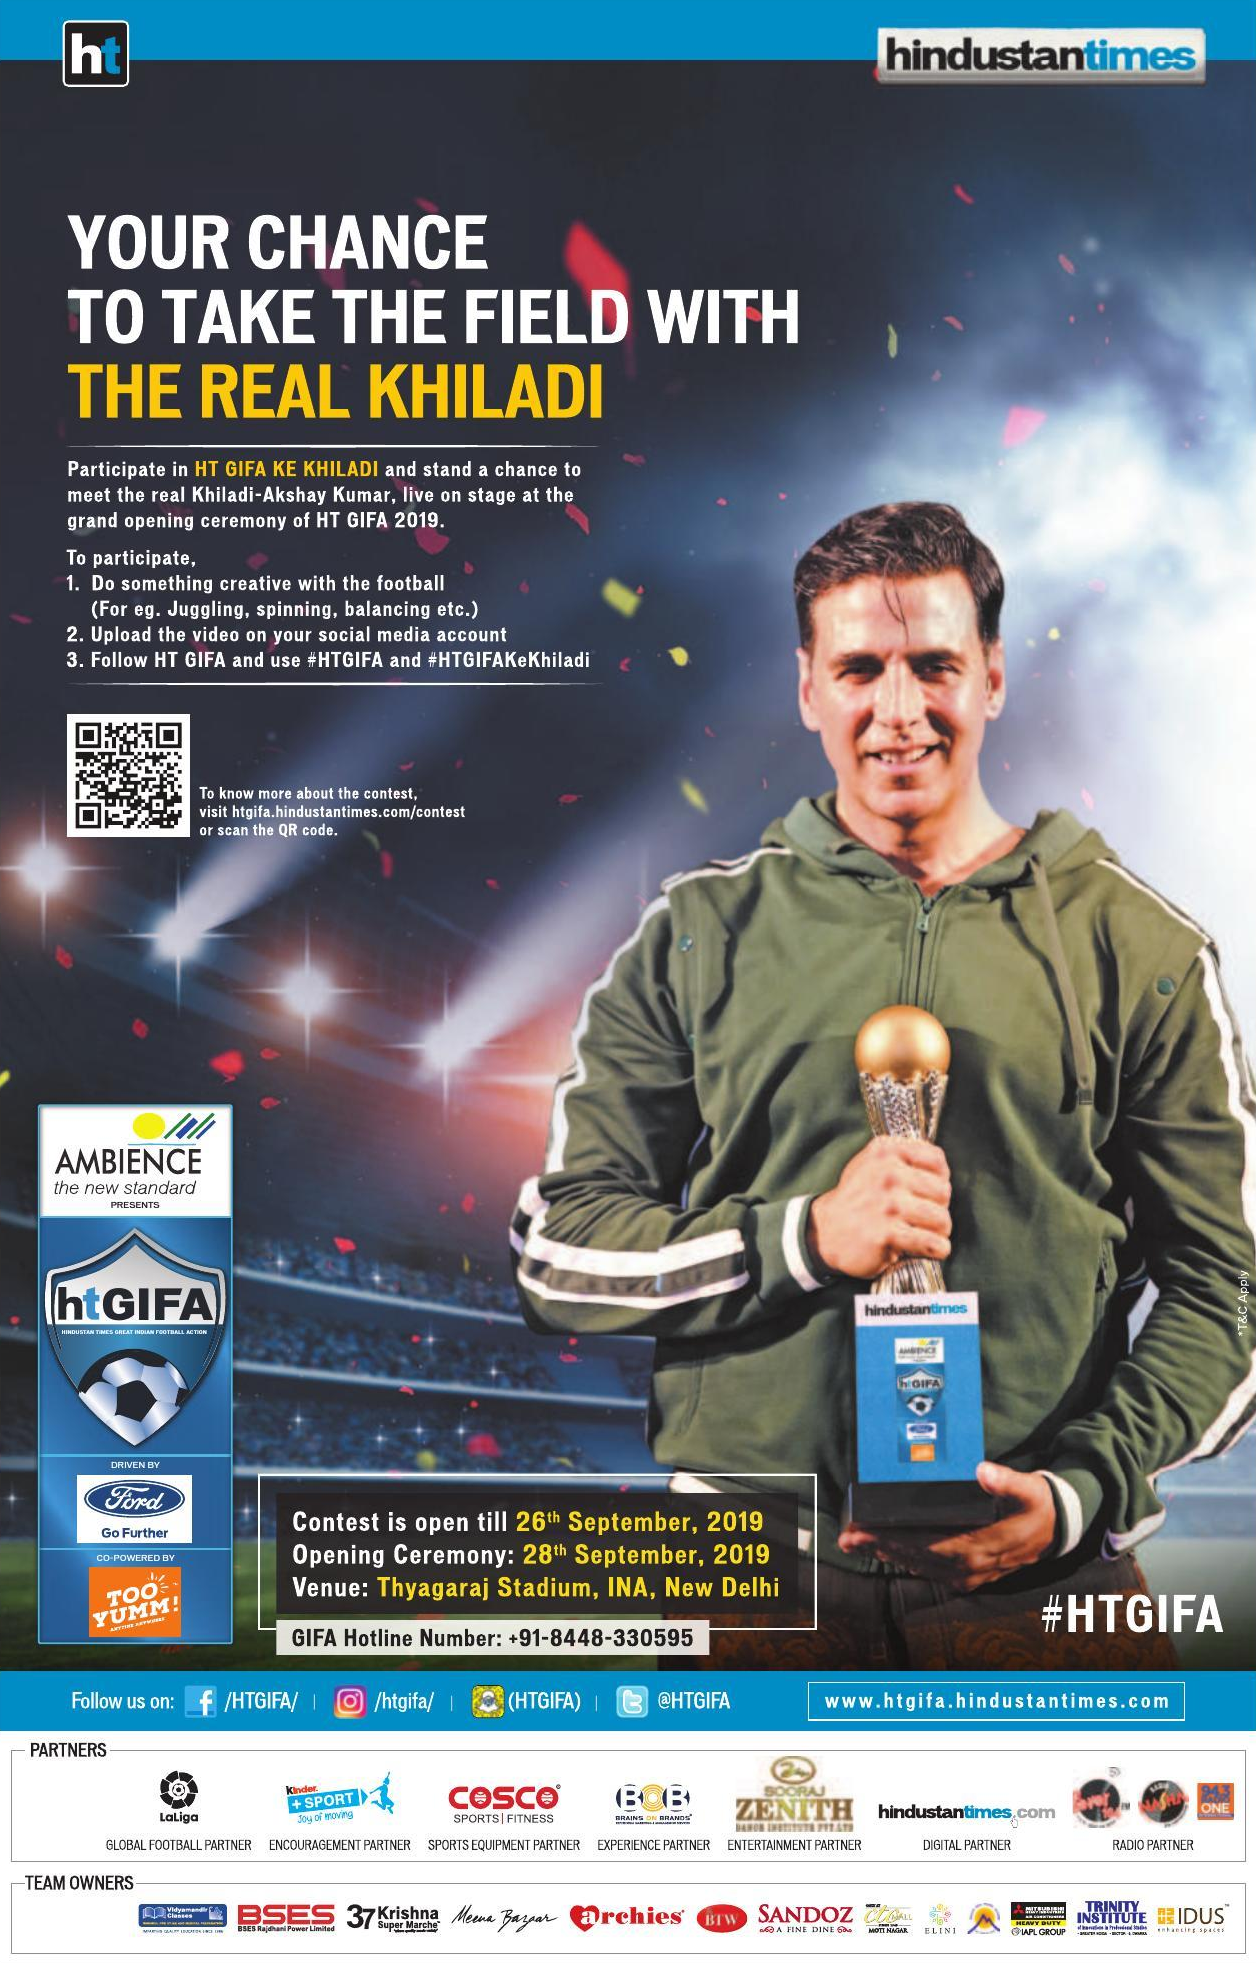 ht
hindustantimes
YOUR CHANCE
TO TAKE THE FIELD WITH
THE REAL KHILADI
Participate in HT GIFA KE KHILADI and stand a chance to
meet the real Khiladi-Akshay Kumar, live on stage at the
grand opening ceremony of HT GIFA 2019.
To participate,
1. Do something creative with the football
(For eg. Juggling, spinning, balancing etc.)
2. Upload the video on your social media account
3. Follow HT GIFA and use #HTGIFA and #HTGIFAKeKhiladi
To know more about the contest,
visit htgifa.hindustantimes.com/contest
or scan the QR code.
AMBIENCE
the new standard
PRESENTS
htGIFA
HINDUSTAN TIMES GREAT INDIAN FOOTBALL ACTION
DRIVEN BY
Ford
Go Further
CO-POWERED BY
TOO
YUMM!
hindustantimes
AMBIENCE
htGIFA
*T&C Apply
Contest is open till 26th September, 2019
Opening Ceremony: 28th September, 2019
Venue: Thyagaraj Stadium, INA, New Delhi
GIFA Hotline Number: +91-8448-330595
#HTGIFA
Follow us on: /HTGIFA/ | /htgifa/ | (HTGIFA) | @HTGIFA
www.htgifa.hindustantimes.com
PARTNERS
LaLiga
GLOBAL FOOTBALL PARTNER
Kinder
+SPORT
Joy of moving
ENCOURAGEMENT PARTNER
COSCO
SPORTS | FITNESS
SPORTS EQUIPMENT PARTNER
BOB
BRAINS ON BRANDS
EXPERIENCE PARTNER
SOORAJ
ZENITH
ENTERTAINMENT PARTNER
hindustantimes.com
DIGITAL PARTNER
94.3
ONE
RADIO PARTNER
TEAM OWNERS
Vidyamandir
Classes
BSES
BSES Rajdhani Power Limited
37 Krishna
Super Marche
Meena Bazaar
archies
BTW
SANDOZ
A FINE DINE
MOTI NAGAR
ELINI
MITSUBISHI
HEAVY DUTY
IAPL GROUP
TRINITY
INSTITUTE
IDUS
enhancing spaces